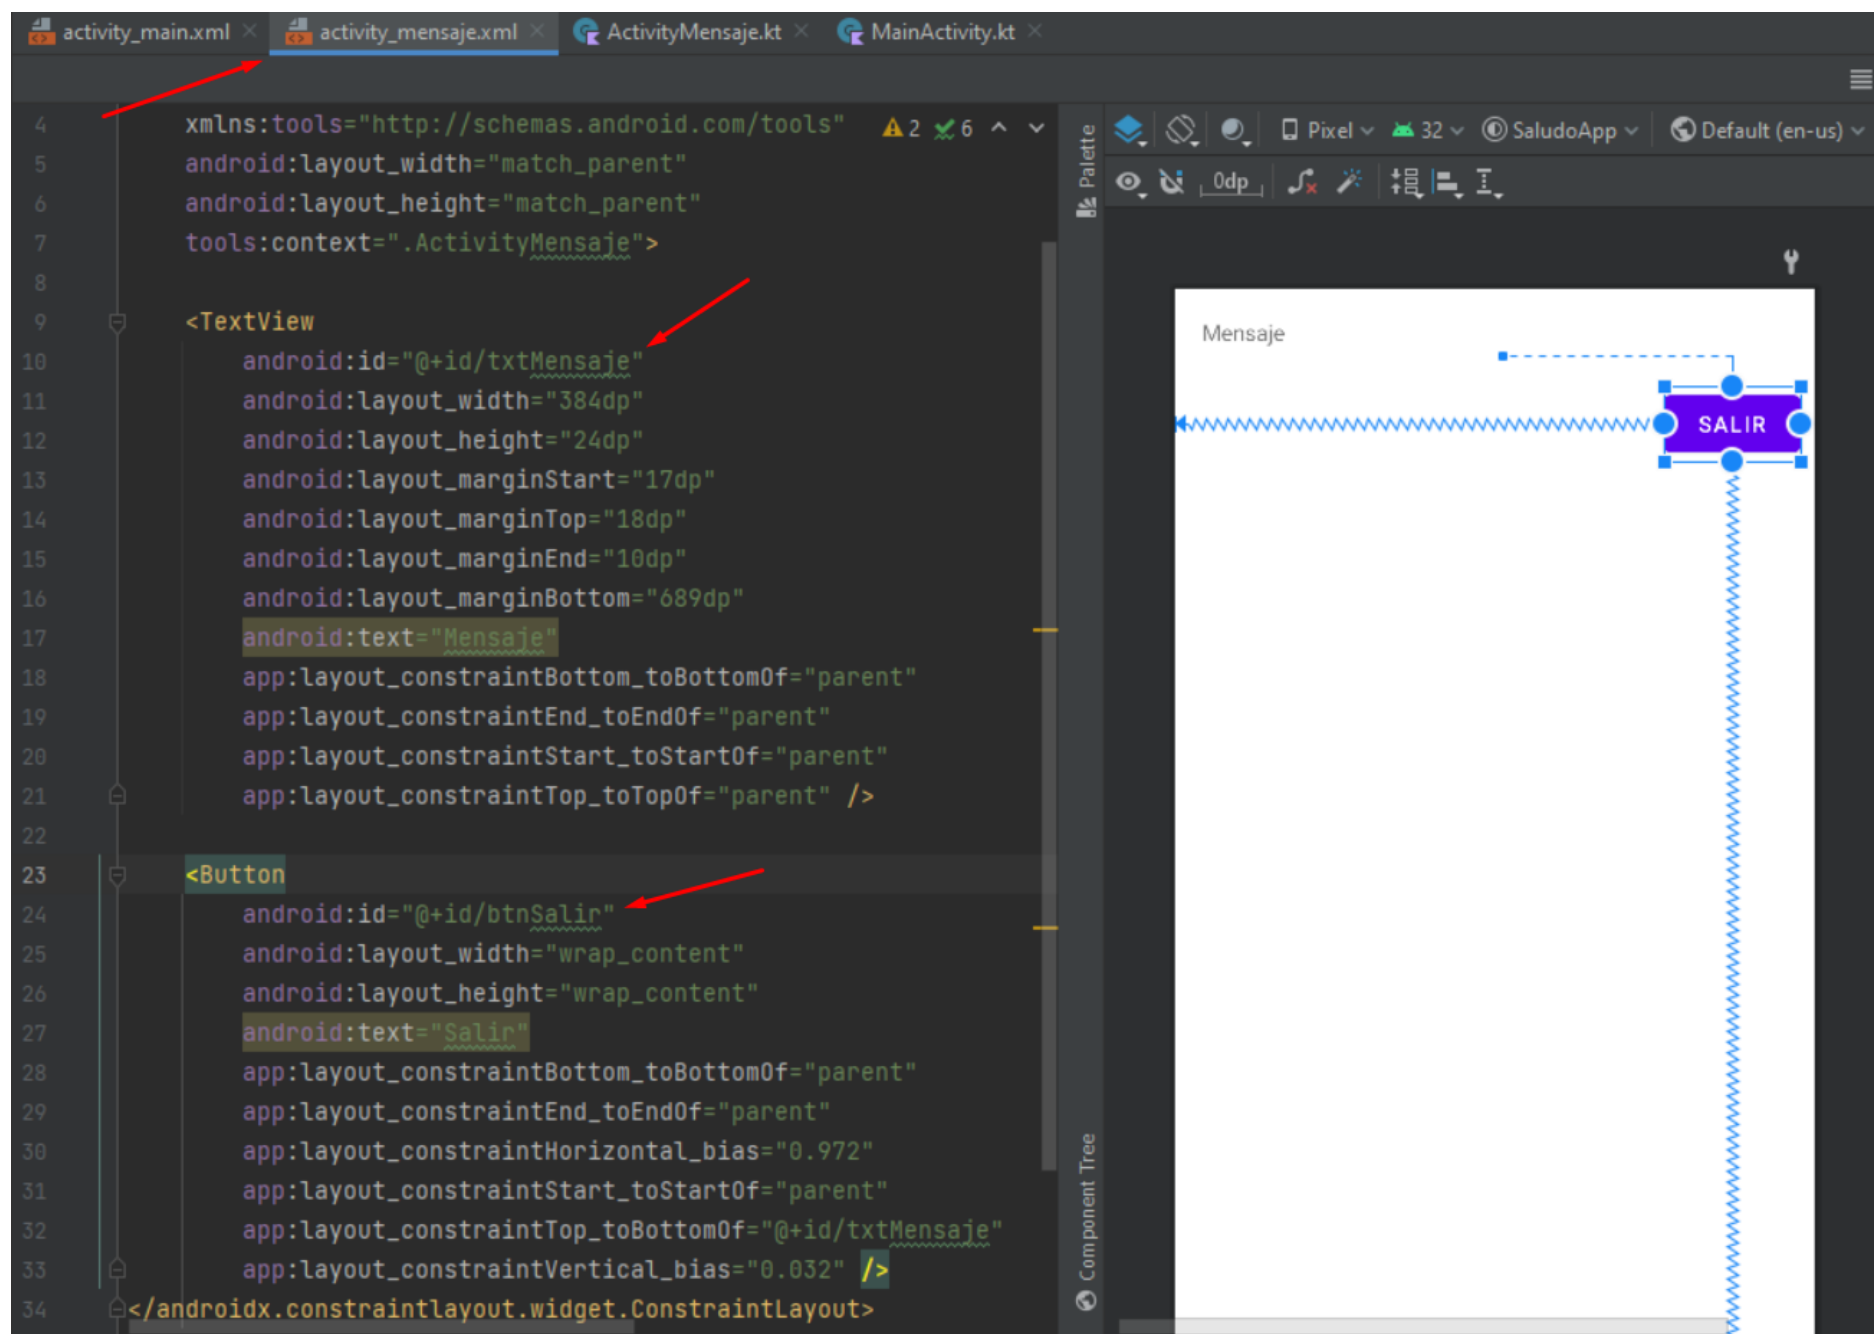 activity_main.xml activity_mensaje.xml ActivityMensaje.kt MainActivity.kt
4 xmlns:tools="http://schemas.android.com/tools" 2 6
5 android:layout_width="match_parent"
6 android:layout_height="match_parent"
7 tools:context=".ActivityMensaje">
8
9 <TextView
10 android:id="@+id/txtMensaje"
11 android:layout_width="384dp"
12 android:layout_height="24dp"
13 android:layout_marginStart="17dp"
14 android:layout_marginTop="18dp"
15 android:layout_marginEnd="10dp"
16 android:layout_marginBottom="689dp"
17 android:text="Mensaje"
18 app:layout_constraintBottom_toBottomOf="parent"
19 app:layout_constraintEnd_toEndOf="parent"
20 app:layout_constraintStart_toStartOf="parent"
21 app:layout_constraintTop_toTopOf="parent" />
22
23 <Button
24 android:id="@+id/btnSalir"
25 android:layout_width="wrap_content"
26 android:layout_height="wrap_content"
27 android:text="Salir"
28 app:layout_constraintBottom_toBottomOf="parent"
29 app:layout_constraintEnd_toEndOf="parent"
30 app:layout_constraintHorizontal_bias="0.972"
31 app:layout_constraintStart_toStartOf="parent"
32 app:layout_constraintTop_toBottomOf="@+id/txtMensaje"
33 app:layout_constraintVertical_bias="0.032" />
34 </androidx.constraintlayout.widget.ConstraintLayout>
Palette
Component Tree
Pixel 32 SaludoApp Default (en-us)
0dp
Mensaje
SALIR